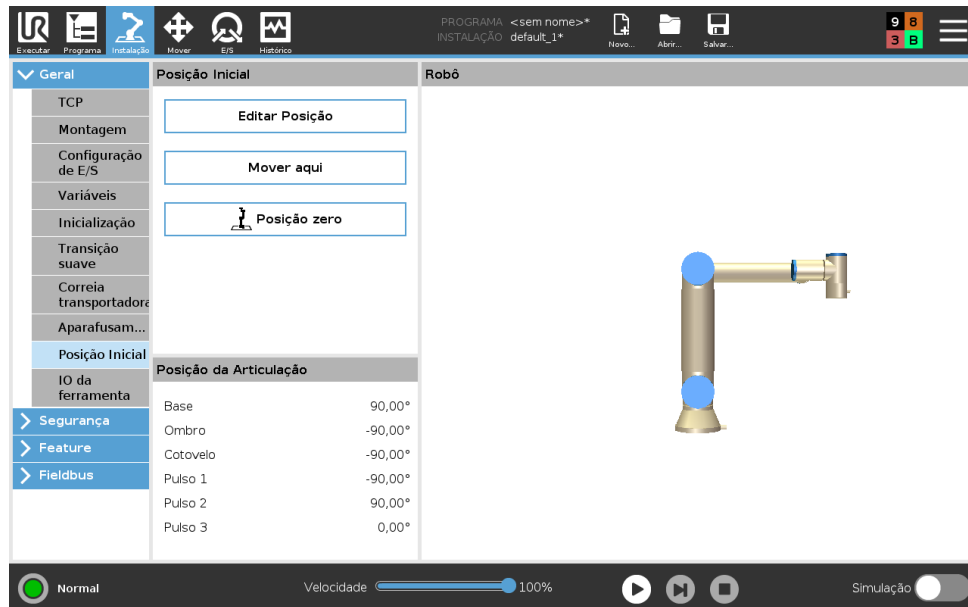 UR
PROGRAMA <sem nome>*
INSTALAÇÃO default_1*
Executar Programa Instalação Mover E/S Histórico
Novo... Abrir... Salvar...
9 8
3 B
Geral
TCP
Montagem
Configuração
de E/S
Variáveis
Inicialização
Transição
suave
Correia
transportadora
Aparafusam...
Posição Inicial
IO da
ferramenta
Segurança
Feature
Fieldbus
Posição Inicial
Editar Posição
Mover aqui
Posição zero
Posição da Articulação
Base 90,00°
Ombro -90,00°
Cotovelo -90,00°
Pulso 1 -90,00°
Pulso 2 90,00°
Pulso 3 0,00°
Robô
Normal
Velocidade 100%
Simulação